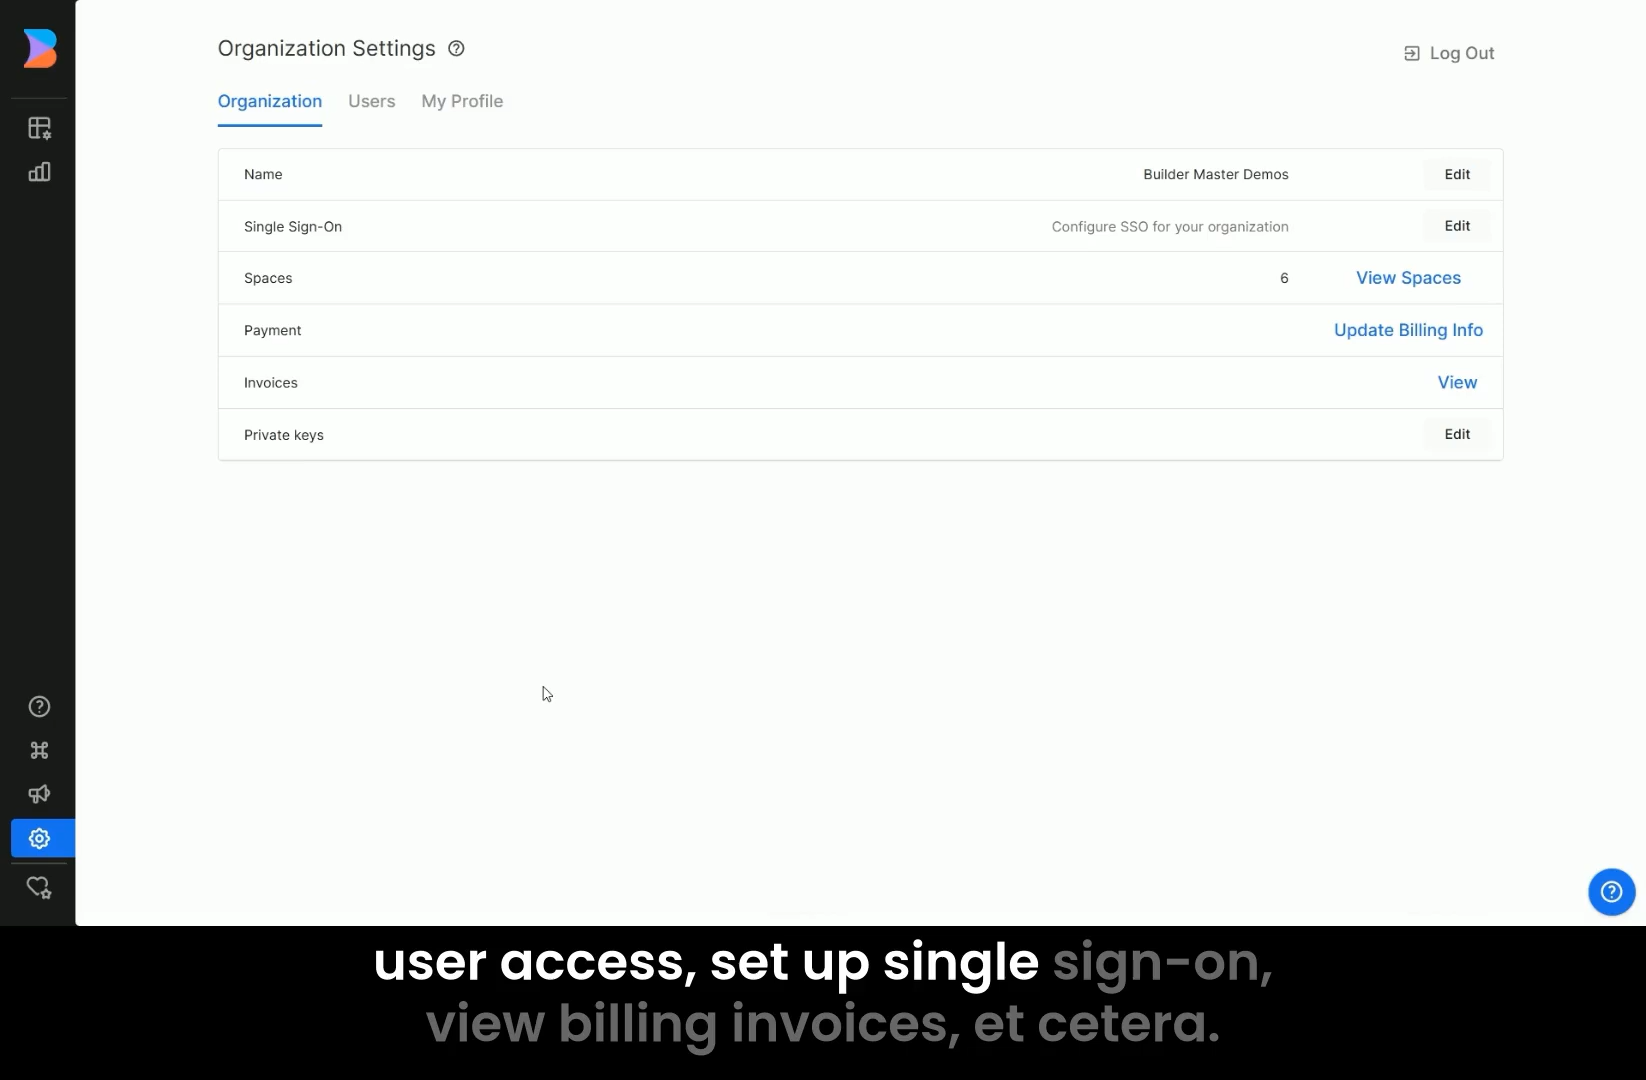 Organization Settings
Log Out
Organization Users My Profile
Name Builder Master Demos Edit
Single Sign-On Configure SSO for your organization Edit
Spaces 6 View Spaces
Payment Update Billing Info
Invoices View
Private keys Edit
user access, set up single sign-on,
view billing invoices, et cetera.